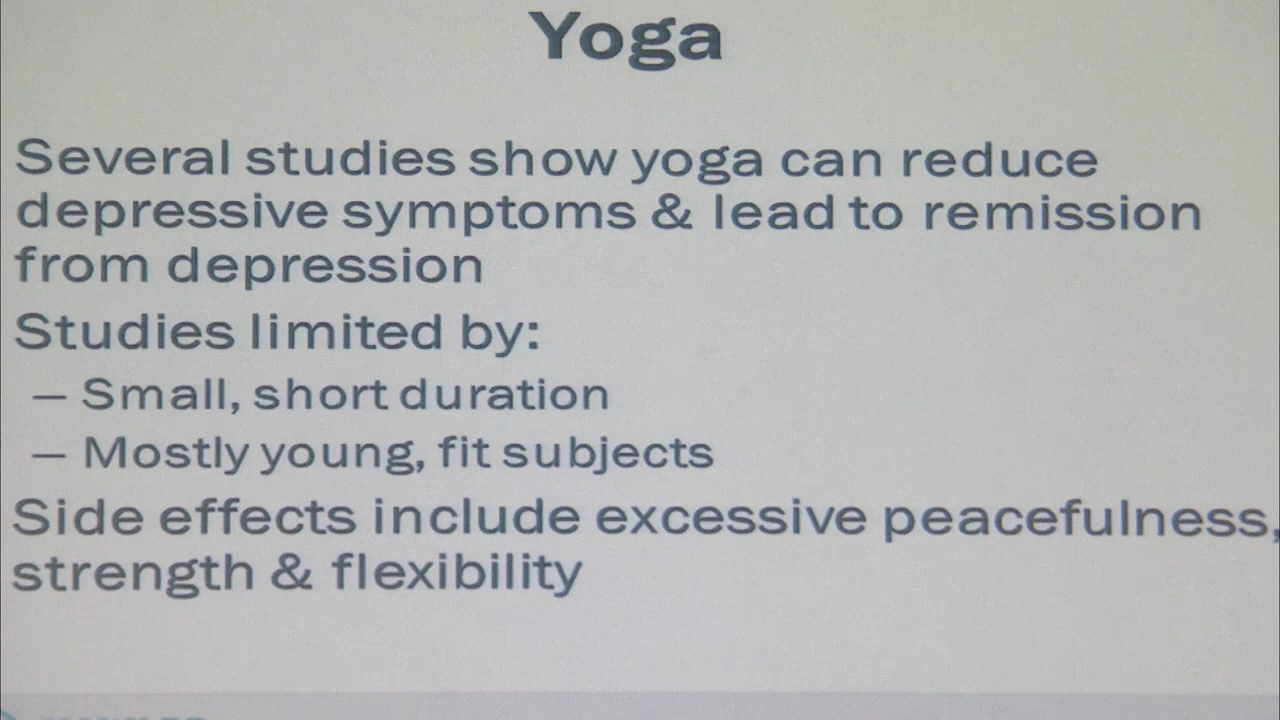 Yoga
Several studies show yoga can reduce
depressive symptoms & lead to remission
from depression
Studies limited by:
– Small, short duration
– Mostly young, fit subjects
Side effects include excessive peacefulness,
strength & flexibility